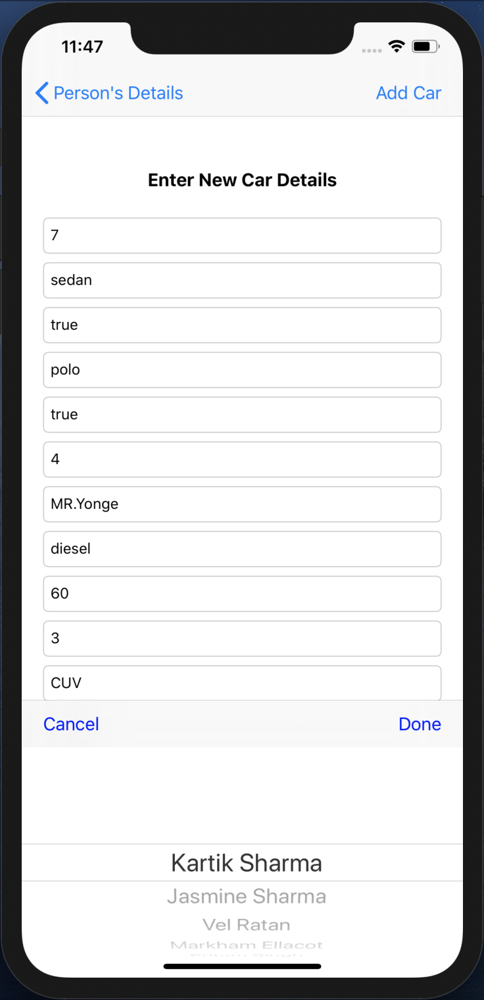 11:47
Person's Details Add Car
Enter New Car Details
7
sedan
true
polo
true
4
MR.Yonge
diesel
60
3
CUV
Cancel Done
Kartik Sharma
Jasmine Sharma
Vel Ratan
Markham Ellacot